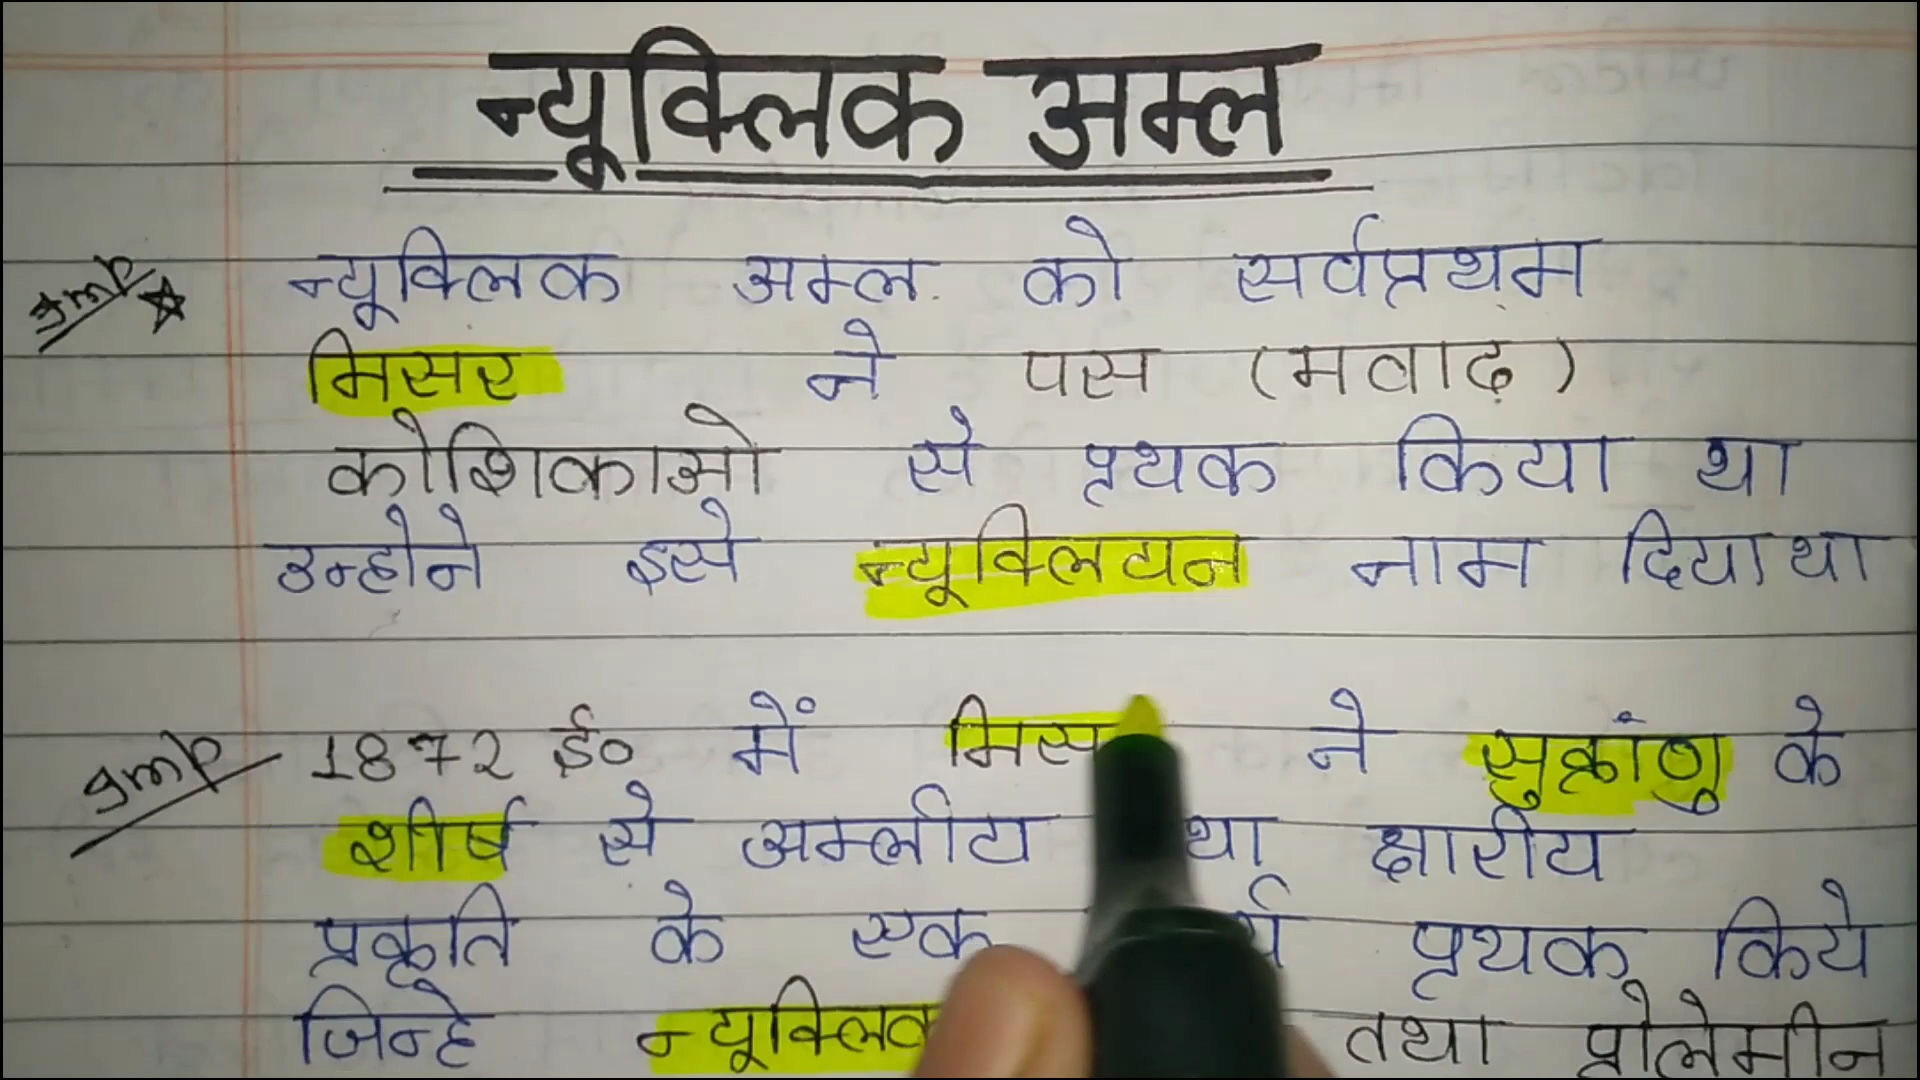 न्यूक्लिक अम्ल
Imp न्यूक्लिक अम्ल को सर्वप्रथम
मिसर ने पस (मवाद)
कोशिकाओ से पृथक किया था
उन्होने इसे न्यूक्लियन नाम दिया था
Imp 1872 ई० में ने सुक्राणु के
शीर्ष से अम्लीय क्षारीय
प्रकृति के एक पृथक किये
जिन्हे तथा प्रोलेमीन